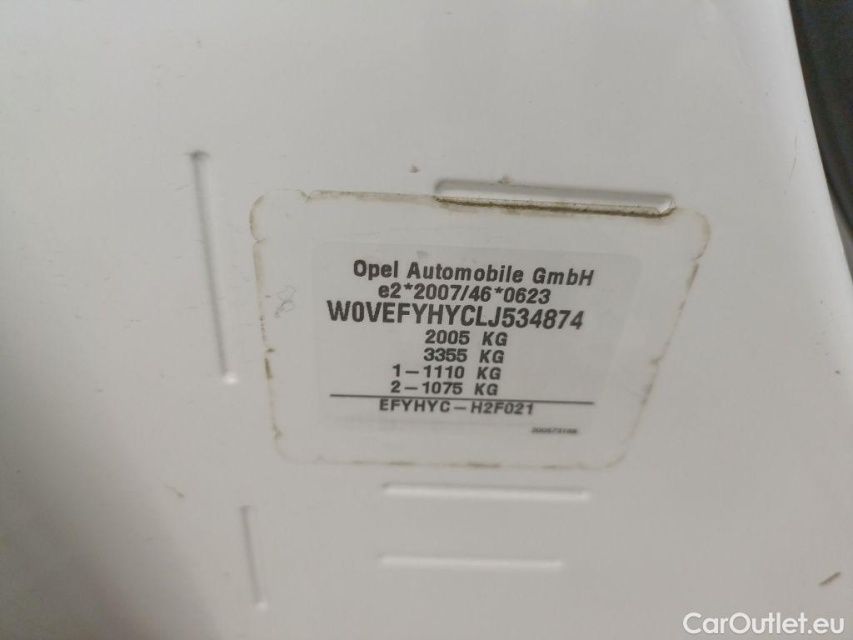 Opel Automobile GmbH
e2*2007/46*0623
W0VEFYHYCLJ534874
2005 KG
3355 KG
1-1110 KG
2-1075 KG
EFYHYC-H2F021
CarOutlet.eu